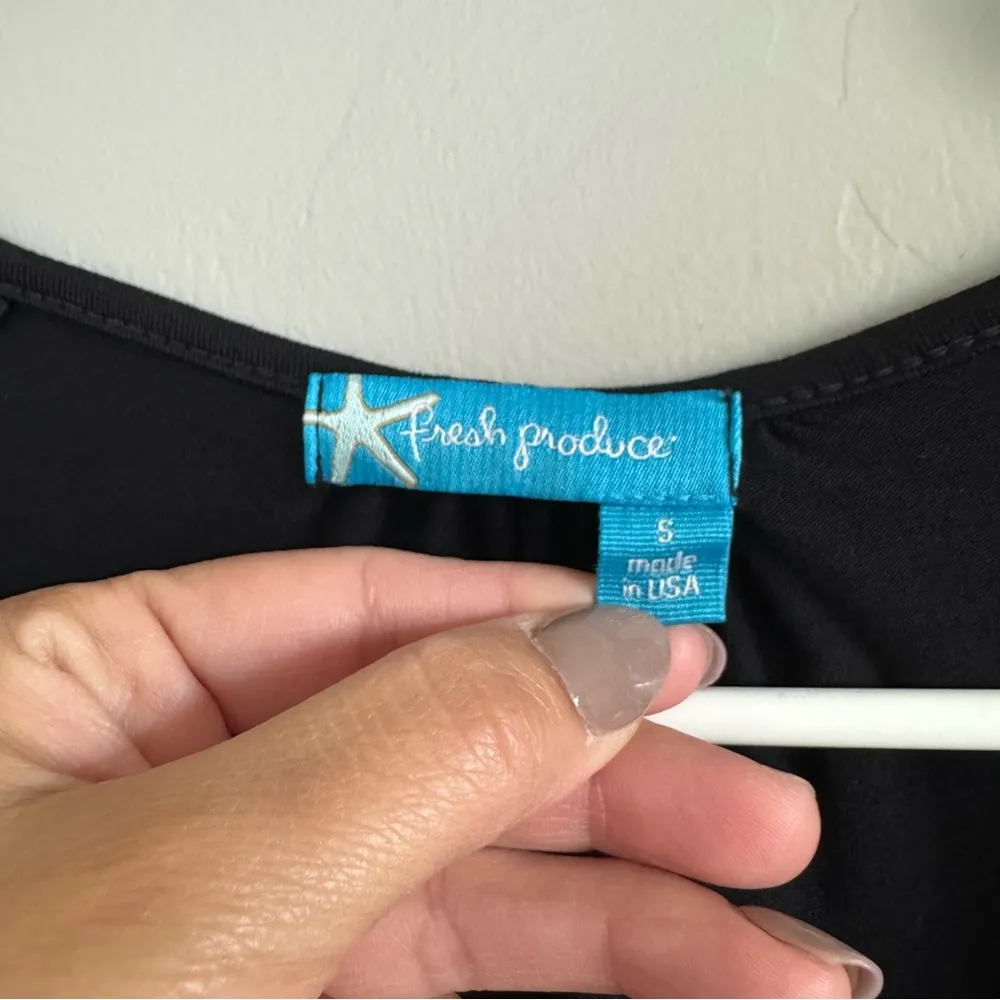 fresh produce
S
made
in USA